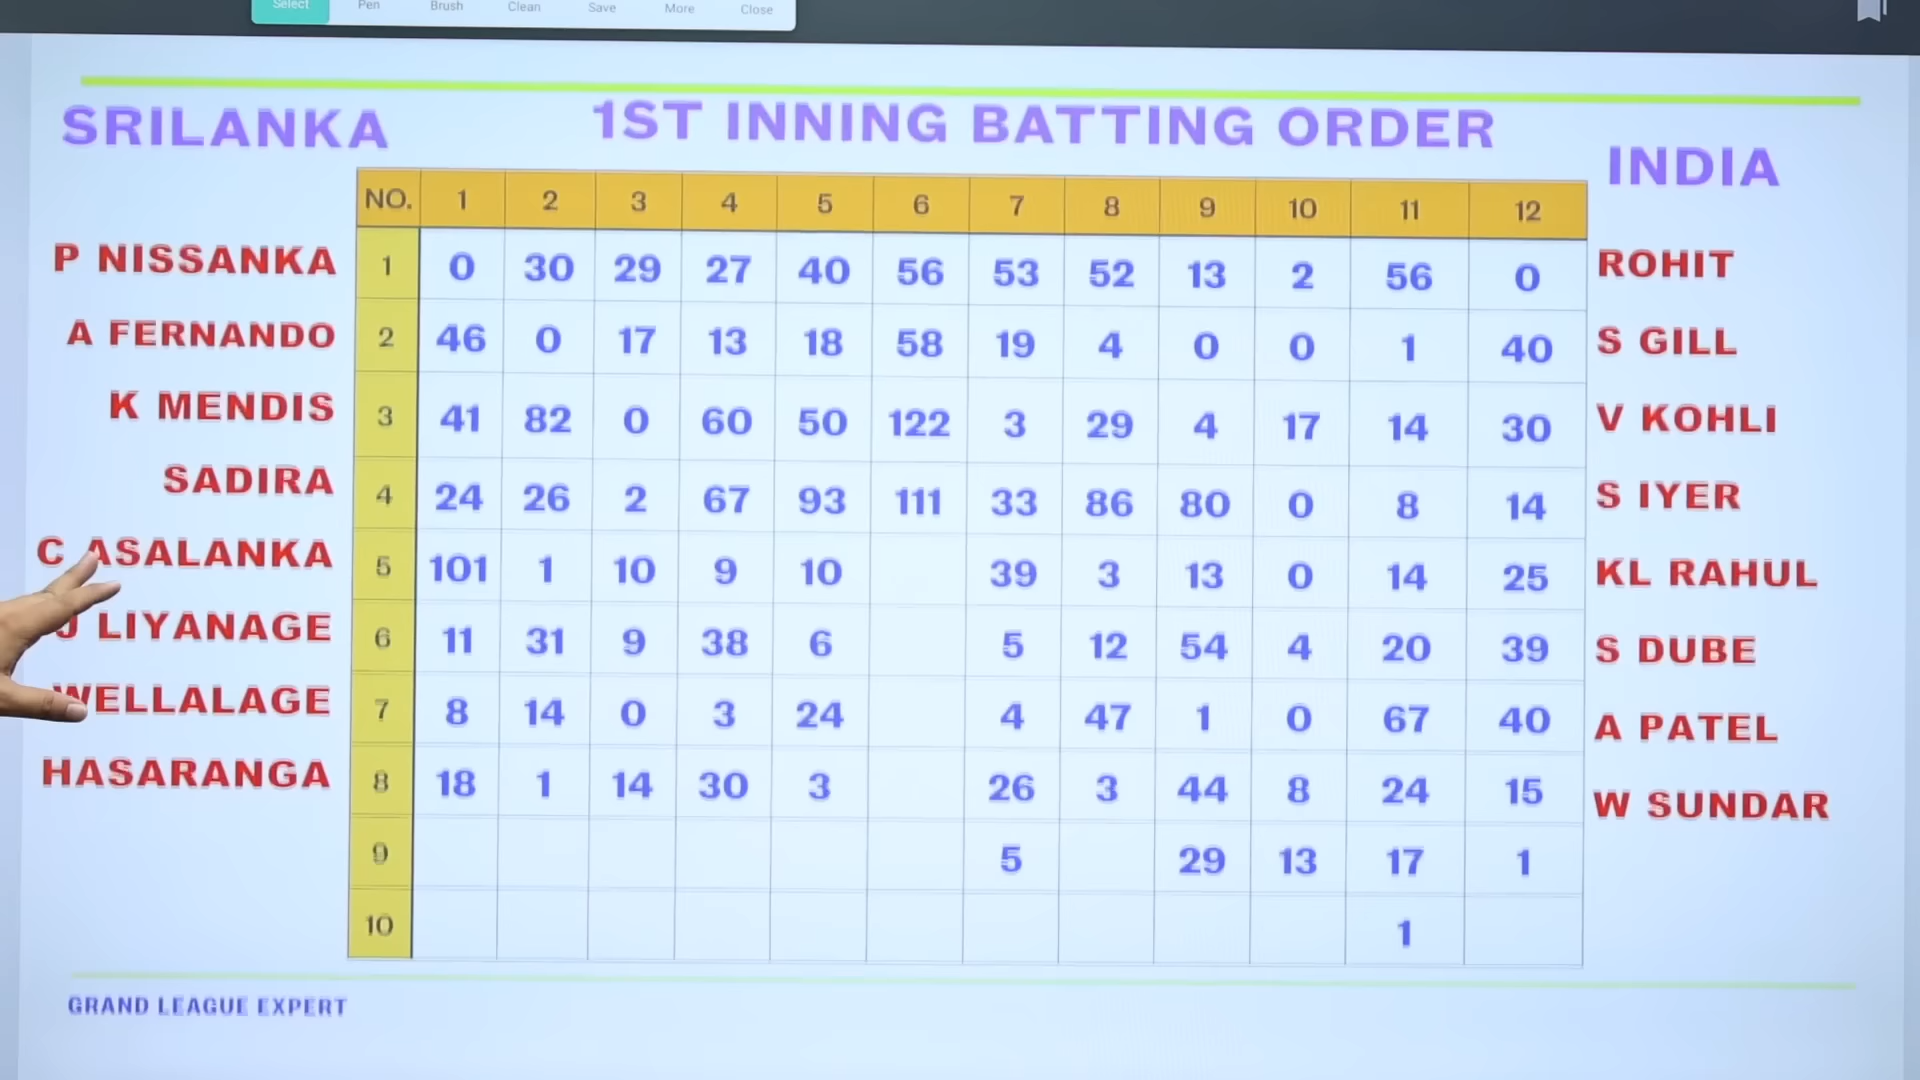 Select Pen Brush Clean Save More Close
SRILANKA 1ST INNING BATTING ORDER INDIA
NO. 1 2 3 4 5 6 7 8 9 10 11 12
P NISSANKA 1 0 30 29 27 40 56 53 52 13 2 56 0 ROHIT
A FERNANDO 2 46 0 17 13 18 58 19 4 0 0 1 40 S GILL
K MENDIS 3 41 82 0 60 50 122 3 29 4 17 14 30 V KOHLI
SADIRA 4 24 26 2 67 93 111 33 86 80 0 8 14 S IYER
C ASALANKA 5 101 1 10 9 10 39 3 13 0 14 25 KL RAHUL
J LIYANAGE 6 11 31 9 38 6 5 12 54 4 20 39 S DUBE
WELLALAGE 7 8 14 0 3 24 4 47 1 0 67 40 A PATEL
HASARANGA 8 18 1 14 30 3 26 3 44 8 24 15 W SUNDAR
9 5 29 13 17 1
10 1
GRAND LEAGUE EXPERT